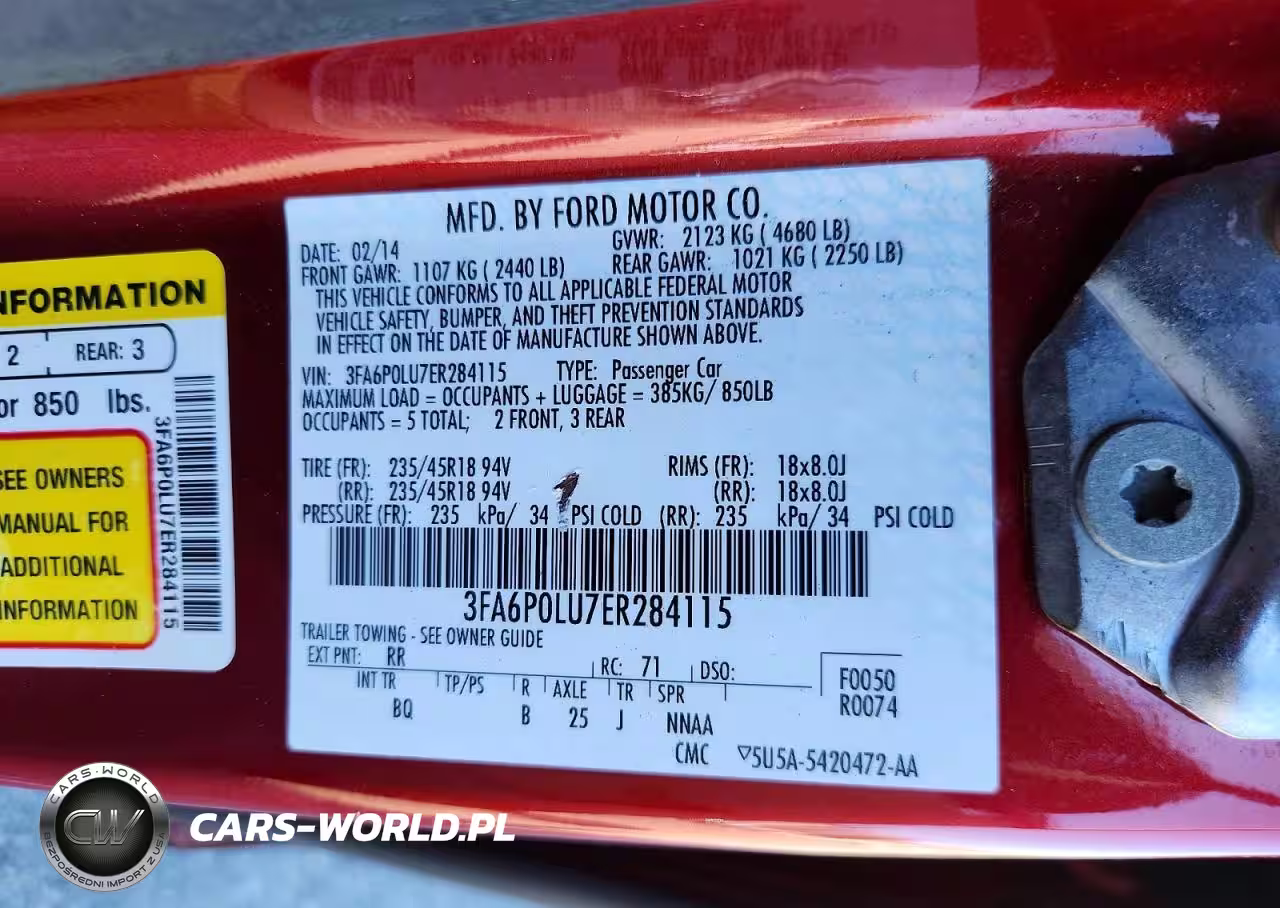 MFD. BY FORD MOTOR CO.
DATE: 02/14 GVWR: 2123 KG ( 4680 LB)
FRONT GAWR: 1107 KG ( 2440 LB) REAR GAWR: 1021 KG ( 2250 LB)
THIS VEHICLE CONFORMS TO ALL APPLICABLE FEDERAL MOTOR
VEHICLE SAFETY, BUMPER, AND THEFT PREVENTION STANDARDS
IN EFFECT ON THE DATE OF MANUFACTURE SHOWN ABOVE.
VIN: 3FA6P0LU7ER284115 TYPE: Passenger Car
MAXIMUM LOAD = OCCUPANTS + LUGGAGE = 385KG/ 850LB
OCCUPANTS = 5 TOTAL; 2 FRONT, 3 REAR
TIRE (FR): 235/45R18 94V RIMS (FR): 18x8.0J
(RR): 235/45R18 94V (RR): 18x8.0J
PRESSURE (FR): 235 kPa/ 34 PSI COLD (RR): 235 kPa/ 34 PSI COLD
3FA6P0LU7ER284115
TRAILER TOWING - SEE OWNER GUIDE
EXT PNT: RR RC: 71 DSO:
INT TR TP/PS R AXLE TR SPR
BQ B 25 J NNAA
F0050
R0074
CMC ▽5U5A-5420472-AA
NFORMATION
2 REAR: 3
or 850 lbs.
SEE OWNERS
MANUAL FOR
ADDITIONAL
INFORMATION
3FA6P0LU7ER284115
CARS-WORLD
CW
BEZPOŚREDNI IMPORT Z USA
CARS-WORLD.PL